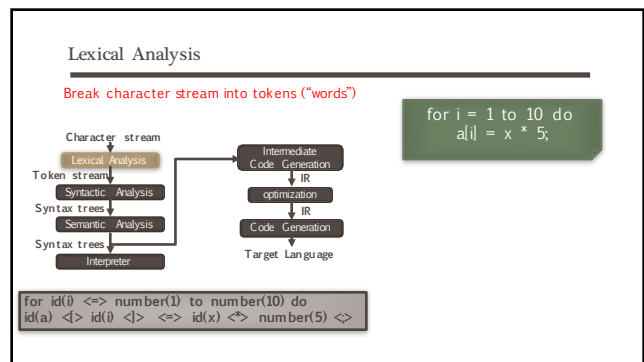 Lexical Analysis
Break character stream into tokens (“words”)
for i = 1 to 10 do
a[i] = x * 5;
Character stream
Lexical Analysis
Token stream
Syntactic Analysis
Syntax trees
Semantic Analysis
Syntax trees
Interpreter
Intermediate
Code Generation
IR
optimization
IR
Code Generation
Target Language
for id(i) <=> number(1) to number(10) do
id(a) <[> id(i) <]> <=> id(x) <*> number(5) <;>